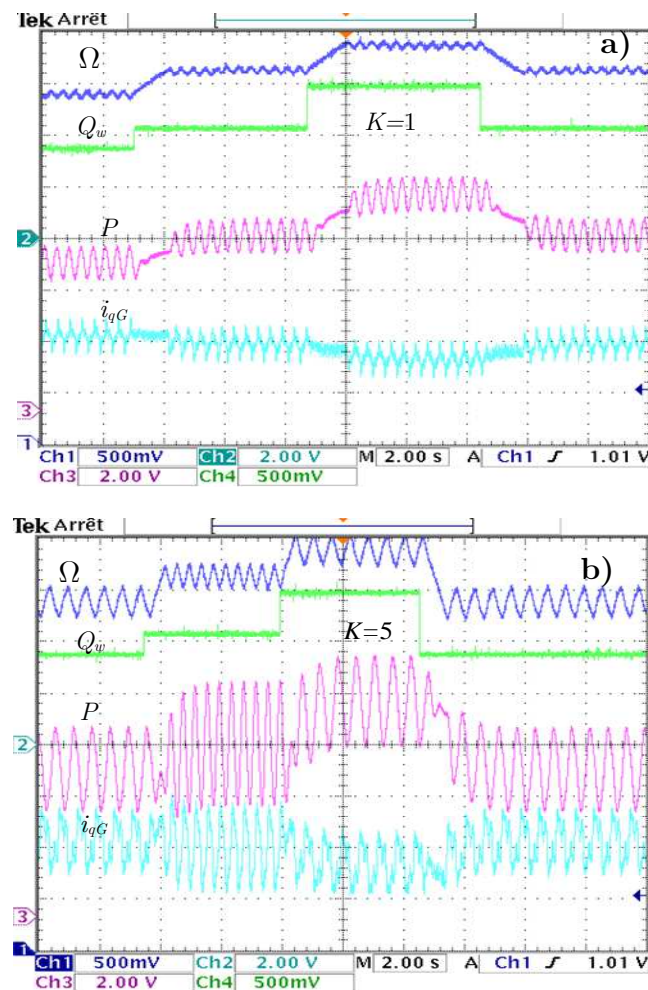 Tek Arrêt
a)
Ω
Q_w
K=1
P
2
i_qG
3
1
Ch1 500mV Ch2 2.00 V M 2.00 s A Ch1 1.01 V
Ch3 2.00 V Ch4 500mV
Tek Arrêt
b)
Ω
Q_w
K=5
P
2
i_qG
3
1
Ch1 500mV Ch2 2.00 V M 2.00 s A Ch1 1.01 V
Ch3 2.00 V Ch4 500mV